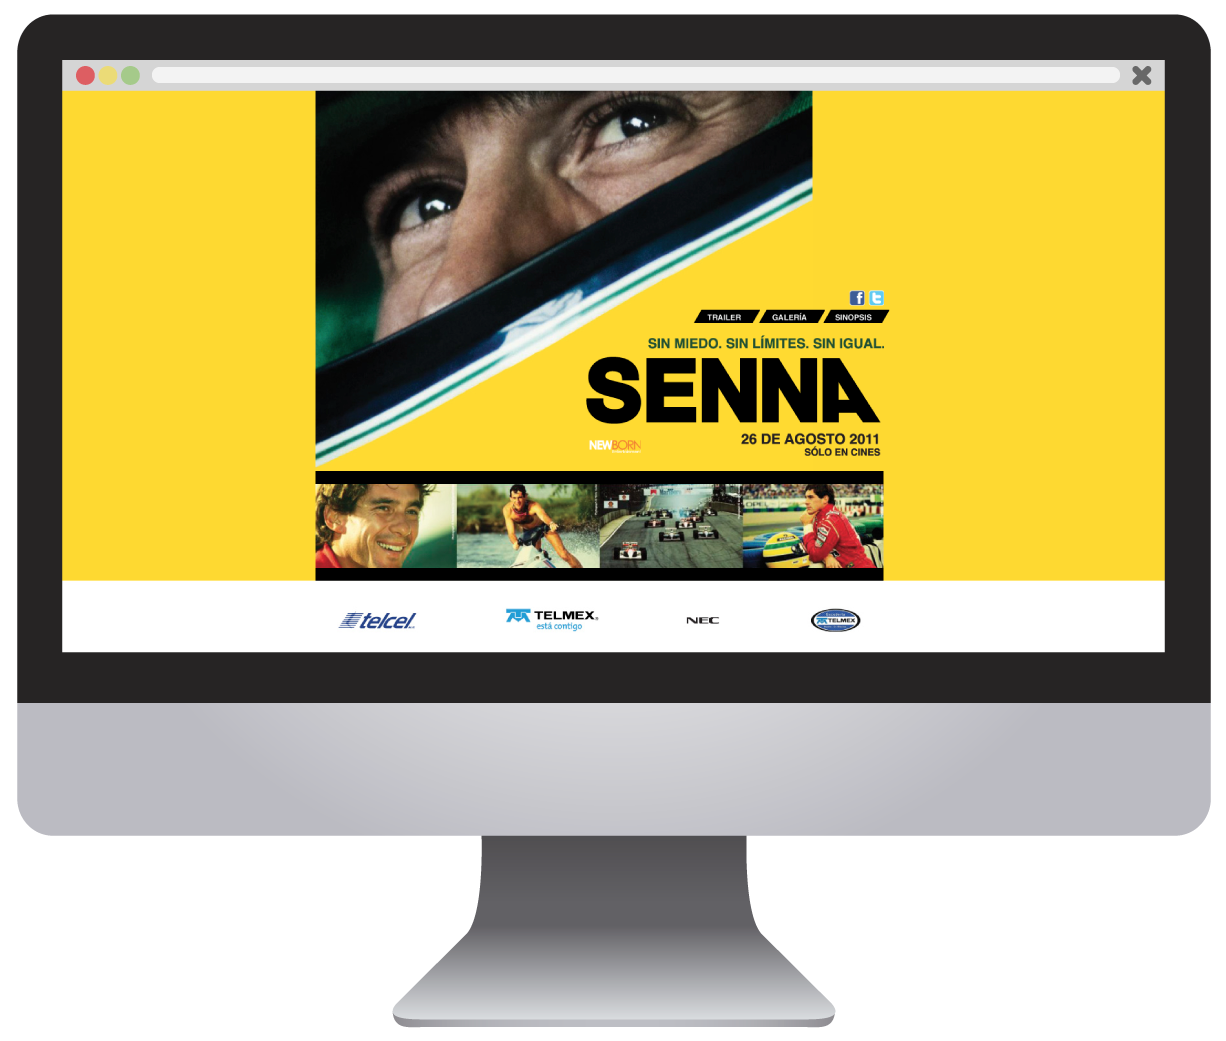 TRAILER
GALERÍA
SINOPSIS
SIN MIEDO. SIN LÍMITES. SIN IGUAL.
SENNA
26 DE AGOSTO 2011
SÓLO EN CINES
NEWBORN
telcel
TELMEX
está contigo
NEC
TELMEX